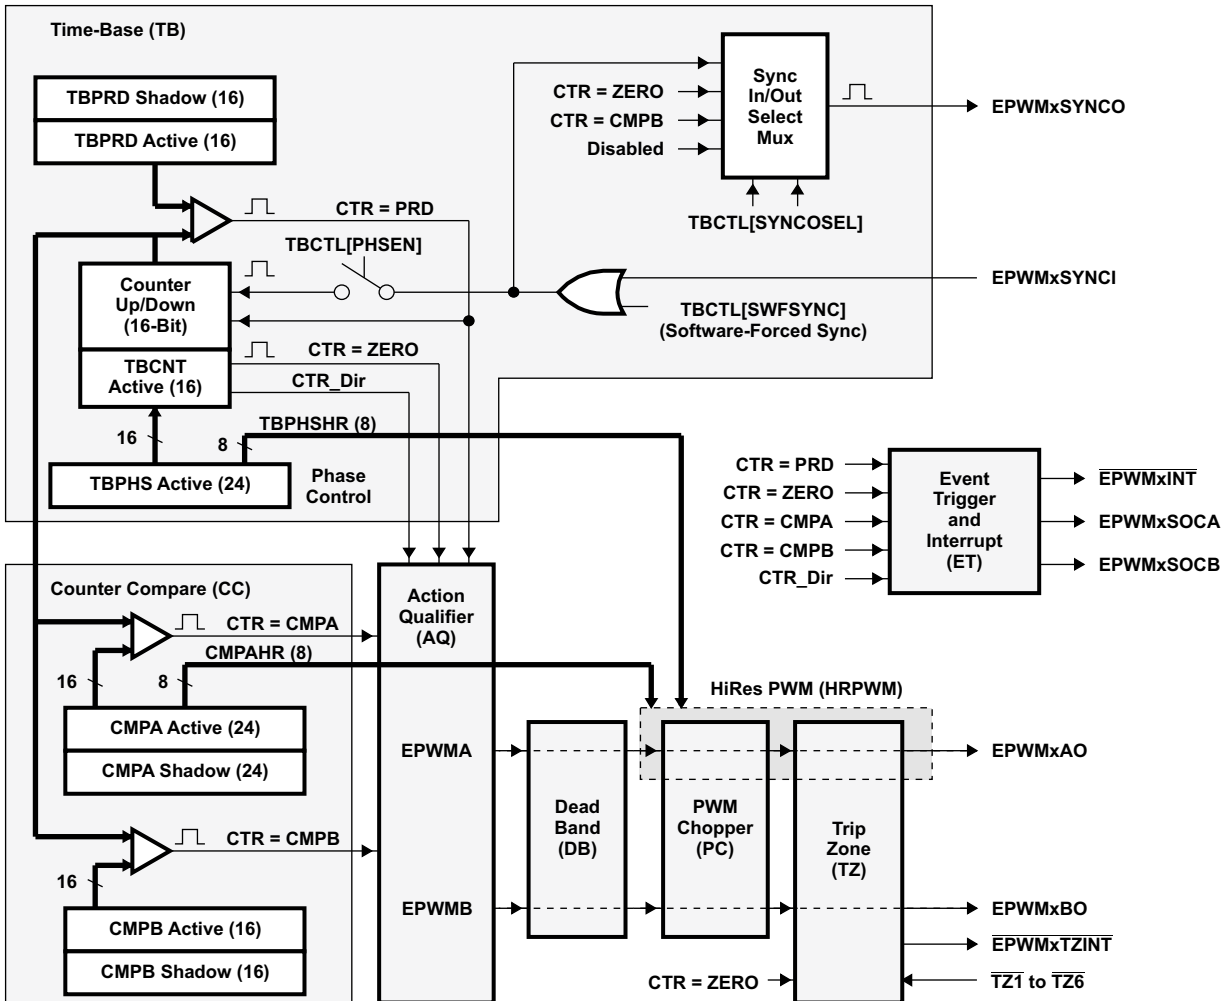 Time-Base (TB)
TBPRD Shadow (16)
TBPRD Active (16)
CTR = PRD
TBCTL[PHSEN]
Counter
Up/Down
(16-Bit)
TBCNT
Active (16)
CTR = ZERO
CTR_Dir
16
8
TBPHSHR (8)
TBPHS Active (24)
Phase
Control
CTR = ZERO
CTR = CMPB
Disabled
Sync
In/Out
Select
Mux
TBCTL[SYNCOSEL]
EPWMxSYNCO
EPWMxSYNCI
TBCTL[SWFSYNC]
(Software-Forced Sync)
CTR = PRD
CTR = ZERO
CTR = CMPA
CTR = CMPB
CTR_Dir
Event
Trigger
and
Interrupt
(ET)
EPWMxINT
EPWMxSOCA
EPWMxSOCB
Counter Compare (CC)
CTR = CMPA
16
8
CMPAHR (8)
CMPA Active (24)
CMPA Shadow (24)
CTR = CMPB
16
CMPB Active (16)
CMPB Shadow (16)
Action
Qualifier
(AQ)
EPWMA
EPWMB
Dead
Band
(DB)
HiRes PWM (HRPWM)
PWM
Chopper
(PC)
Trip
Zone
(TZ)
CTR = ZERO
EPWMxAO
EPWMxBO
EPWMxTZINT
TZ1 to TZ6